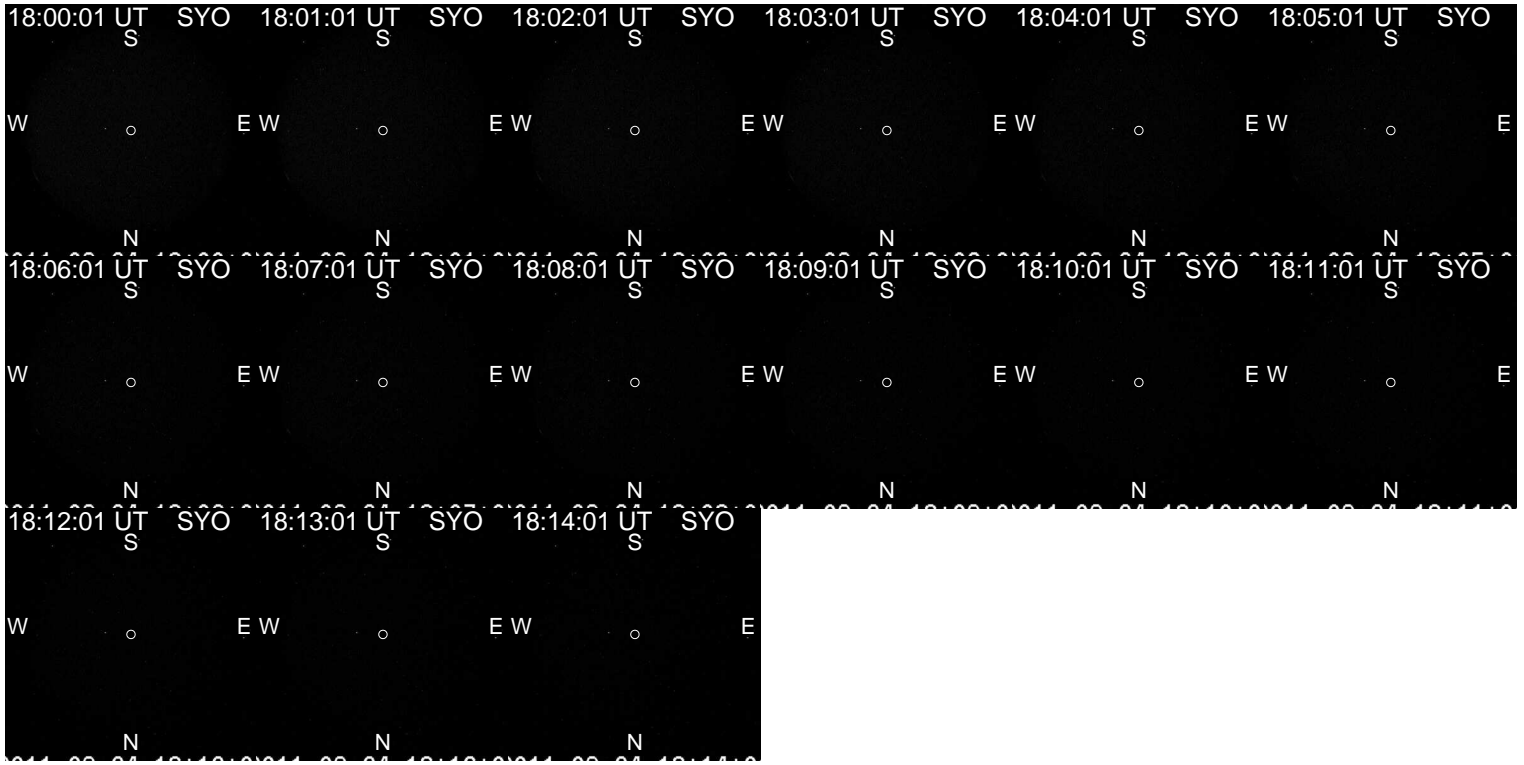 18:00:01 UT SYO 18:01:01 UT SYO 18:02:01 UT SYO 18:03:01 UT SYO 18:04:01 UT SYO 18:05:01 UT SYO
S S S S S S
W E W E W E W E W E W E
N N N N N N
18:06:01 UT SYO 18:07:01 UT SYO 18:08:01 UT SYO 18:09:01 UT SYO 18:10:01 UT SYO 18:11:01 UT SYO
S S S S S S
W E W E W E W E W E W E
N N N N N N
18:12:01 UT SYO 18:13:01 UT SYO 18:14:01 UT SYO
S S S
W E W E W E
N N N